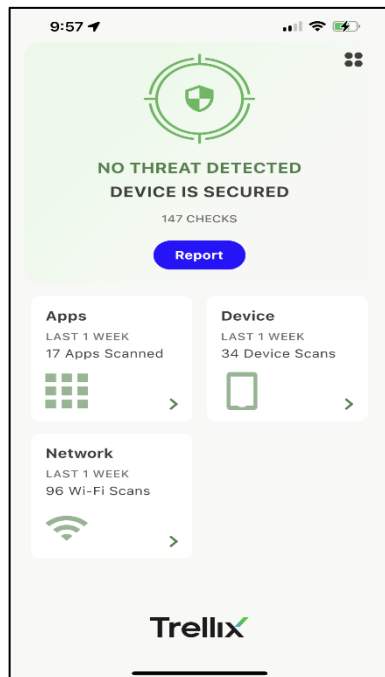 9:57
NO THREAT DETECTED
DEVICE IS SECURED
147 CHECKS
Report
Apps
LAST 1 WEEK
17 Apps Scanned
Device
LAST 1 WEEK
34 Device Scans
Network
LAST 1 WEEK
96 Wi-Fi Scans
Trellix